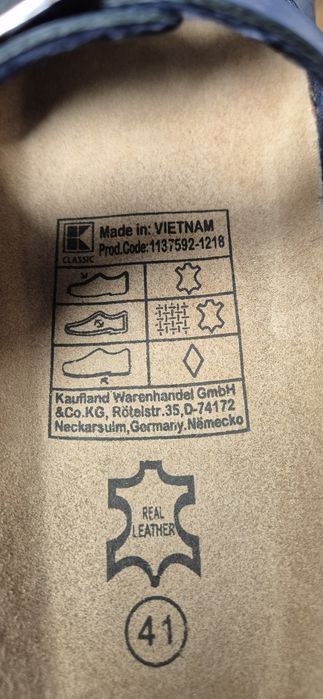 K
CLASSIC
Made in: VIETNAM
Prod.Code:1137592-1218
Kaufland Warenhandel GmbH
&Co.KG, Rötelstr.35,D-74172
Neckarsulm,Germany.Německo
REAL
LEATHER
41